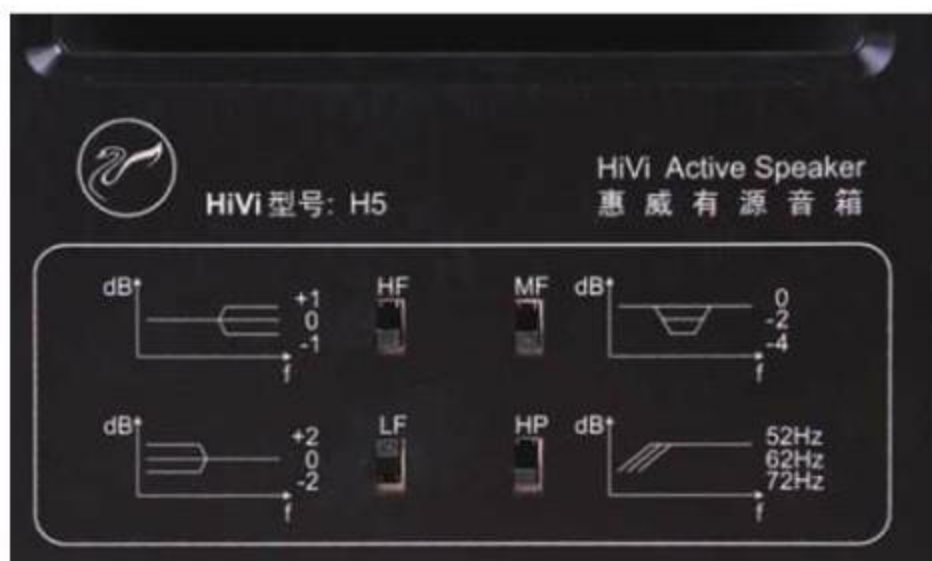 HiVi Active Speaker
HiVi 型号: H5
惠威有源音箱
dB
+1
0
-1
f
HF
MF
dB
0
-2
-4
f
dB
+2
0
-2
f
LF
HP
dB
52Hz
62Hz
72Hz
f